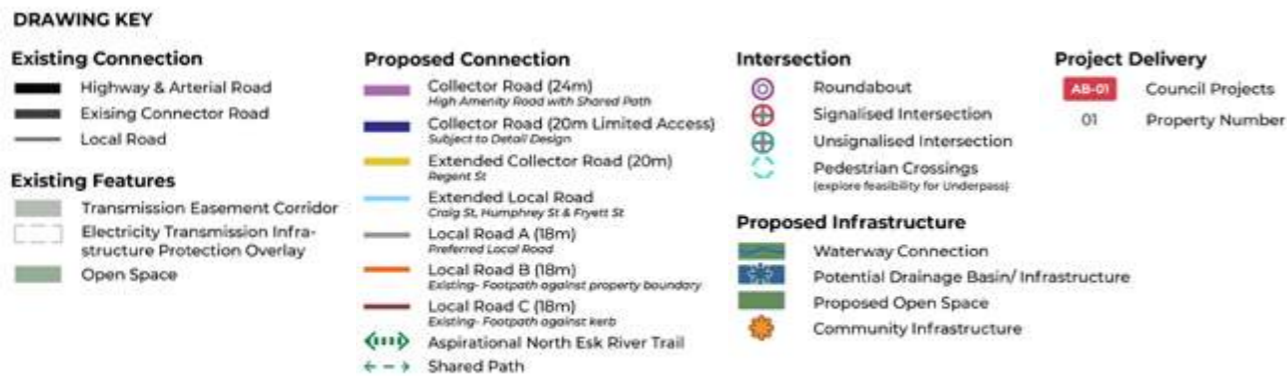 DRAWING KEY
Existing Connection
Highway & Arterial Road
Exising Connector Road
Local Road
Existing Features
Transmission Easement Corridor
Electricity Transmission Infra-
structure Protection Overlay
Open Space
Proposed Connection
Collector Road (24m)
High Amenity Road with Shared Path
Collector Road (20m Limited Access)
Subject to Detail Design
Extended Collector Road (20m)
Regent St
Extended Local Road
Craig St, Humphrey St & Fryett St
Local Road A (18m)
Preferred Local Road
Local Road B (18m)
Existing- Footpath against property boundary
Local Road C (18m)
Existing- Footpath against kerb
Aspirational North Esk River Trail
Shared Path
Intersection
Roundabout
Signalised Intersection
Unsignalised Intersection
Pedestrian Crossings
(explore feasibility for Underpass)
Proposed Infrastructure
Waterway Connection
Potential Drainage Basin/ Infrastructure
Proposed Open Space
Community Infrastructure
Project Delivery
AB-01 Council Projects
01 Property Number